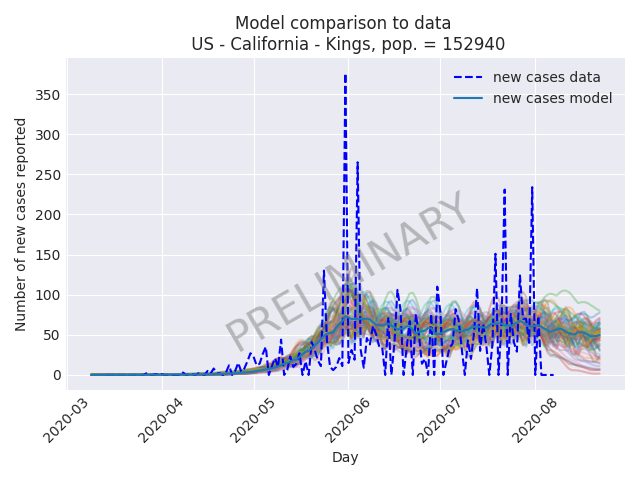 Model comparison to data
US - California - Kings, pop. = 152940
new cases data
new cases model
Number of new cases reported
350
300
250
200
150
100
50
0
PRELIMINARY
2020-03
2020-04
2020-05
2020-06
2020-07
2020-08
Day